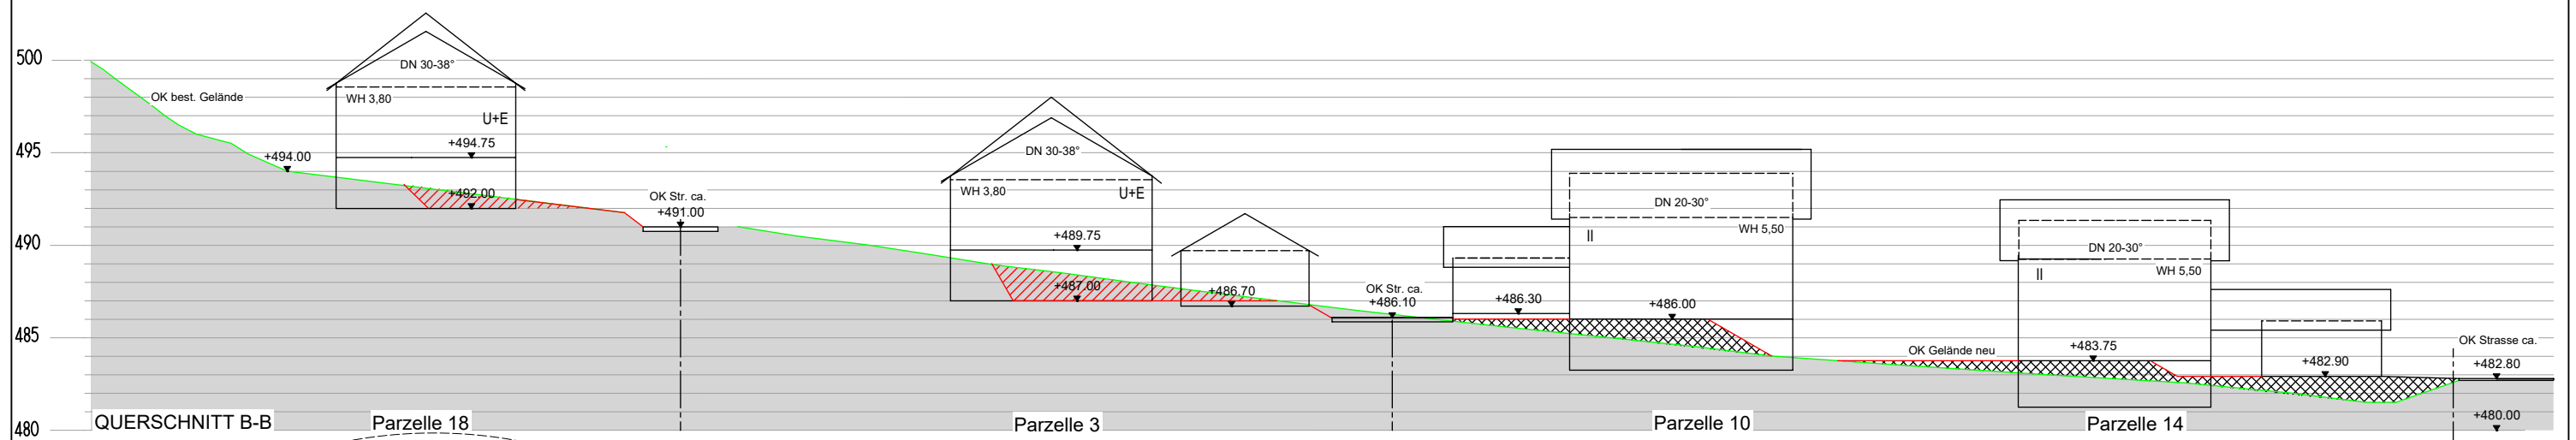 500
495
490
485
480
OK best. Gelände
+494.00
DN 30-38°
WH 3,80
U+E
+494.75
+492.00
OK Str. ca.
+491.00
DN 30-38°
WH 3,80
U+E
+489.75
+487.00
+486.70
OK Str. ca.
+486.10
+486.30
DN 20-30°
WH 5,50
II
+486.00
OK Gelände neu
DN 20-30°
WH 5,50
II
+483.75
+482.90
OK Strasse ca.
+482.80
+480.00
QUERSCHNITT B-B
Parzelle 18
Parzelle 3
Parzelle 10
Parzelle 14